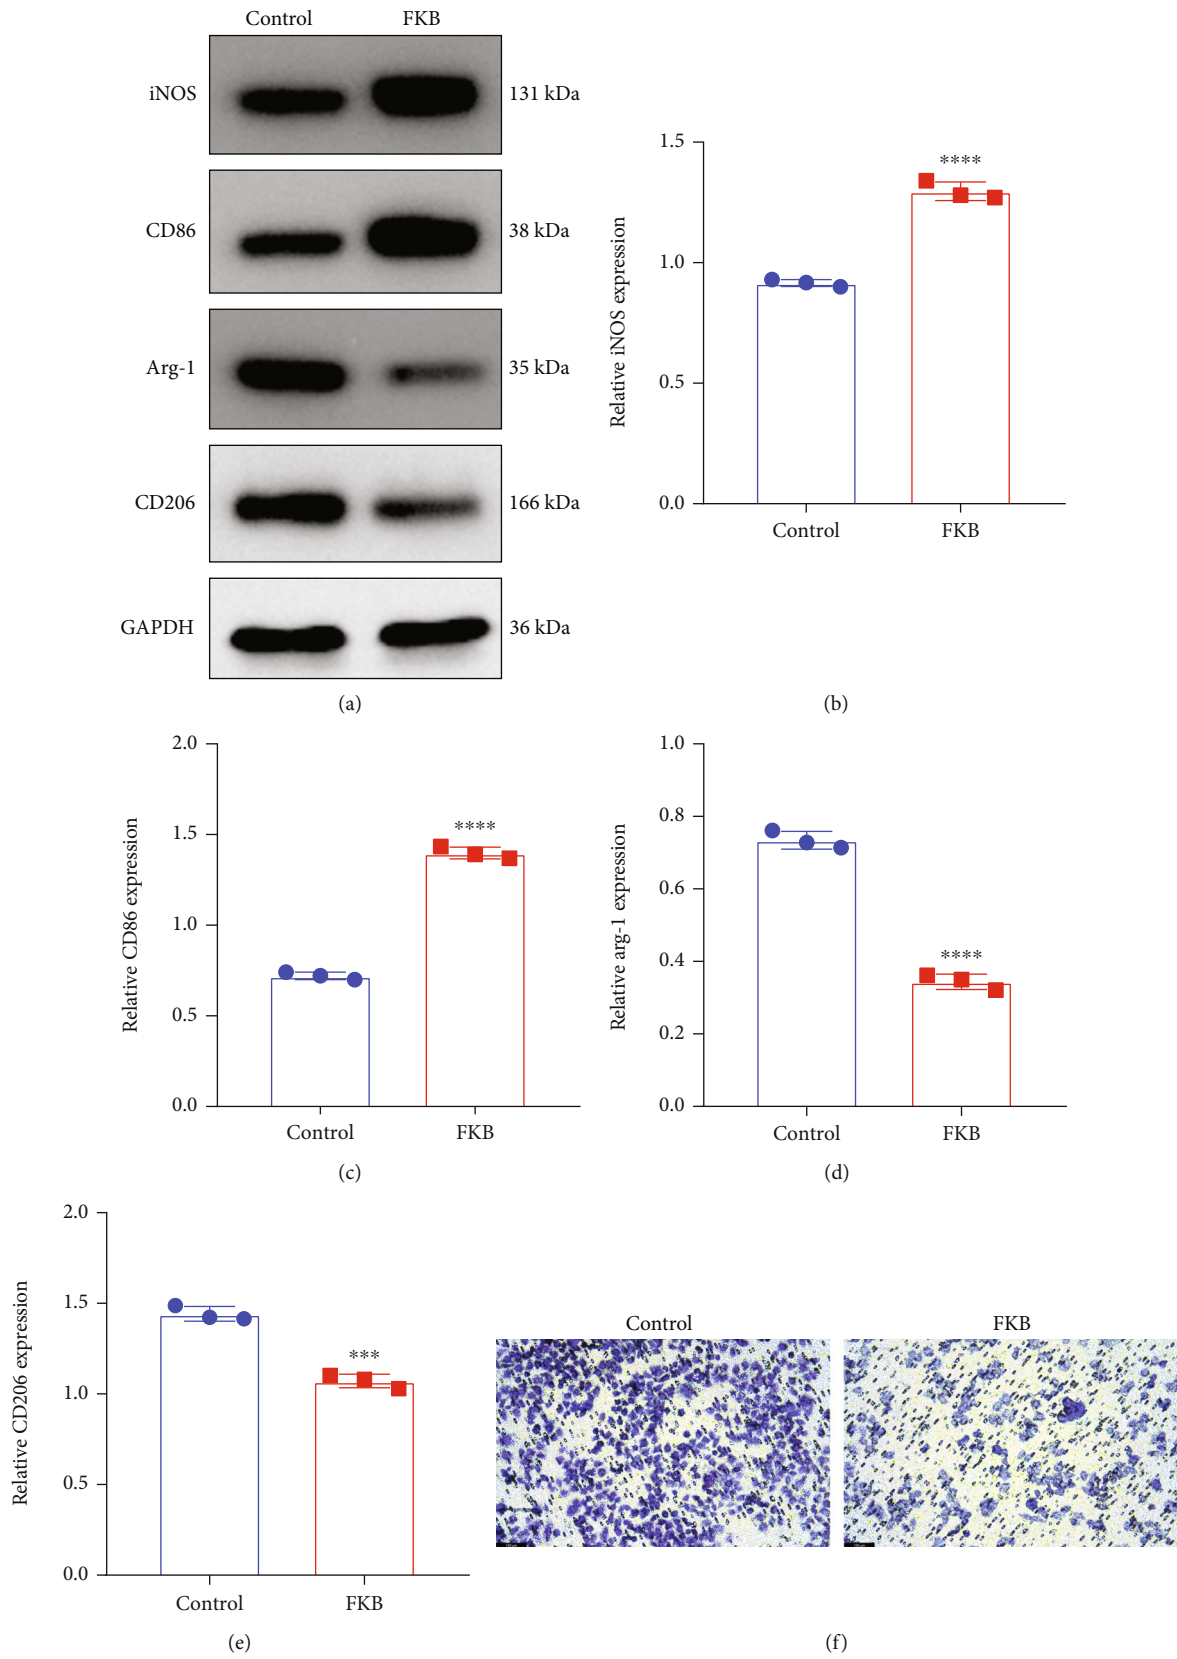 Control FKB
iNOS 131 kDa
CD86 38 kDa
Arg-1 35 kDa
CD206 166 kDa
GAPDH 36 kDa
(a)
Relative iNOS expression
1.5
1.0
0.5
0.0
****
Control FKB
(b)
Relative CD86 expression
2.0
1.5
1.0
0.5
0.0
****
Control FKB
(c)
Relative arg-1 expression
1.0
0.8
0.6
0.4
0.2
0.0
****
Control FKB
(d)
Relative CD206 expression
2.0
1.5
1.0
0.5
0.0
***
Control FKB
(e)
Control FKB
(f)